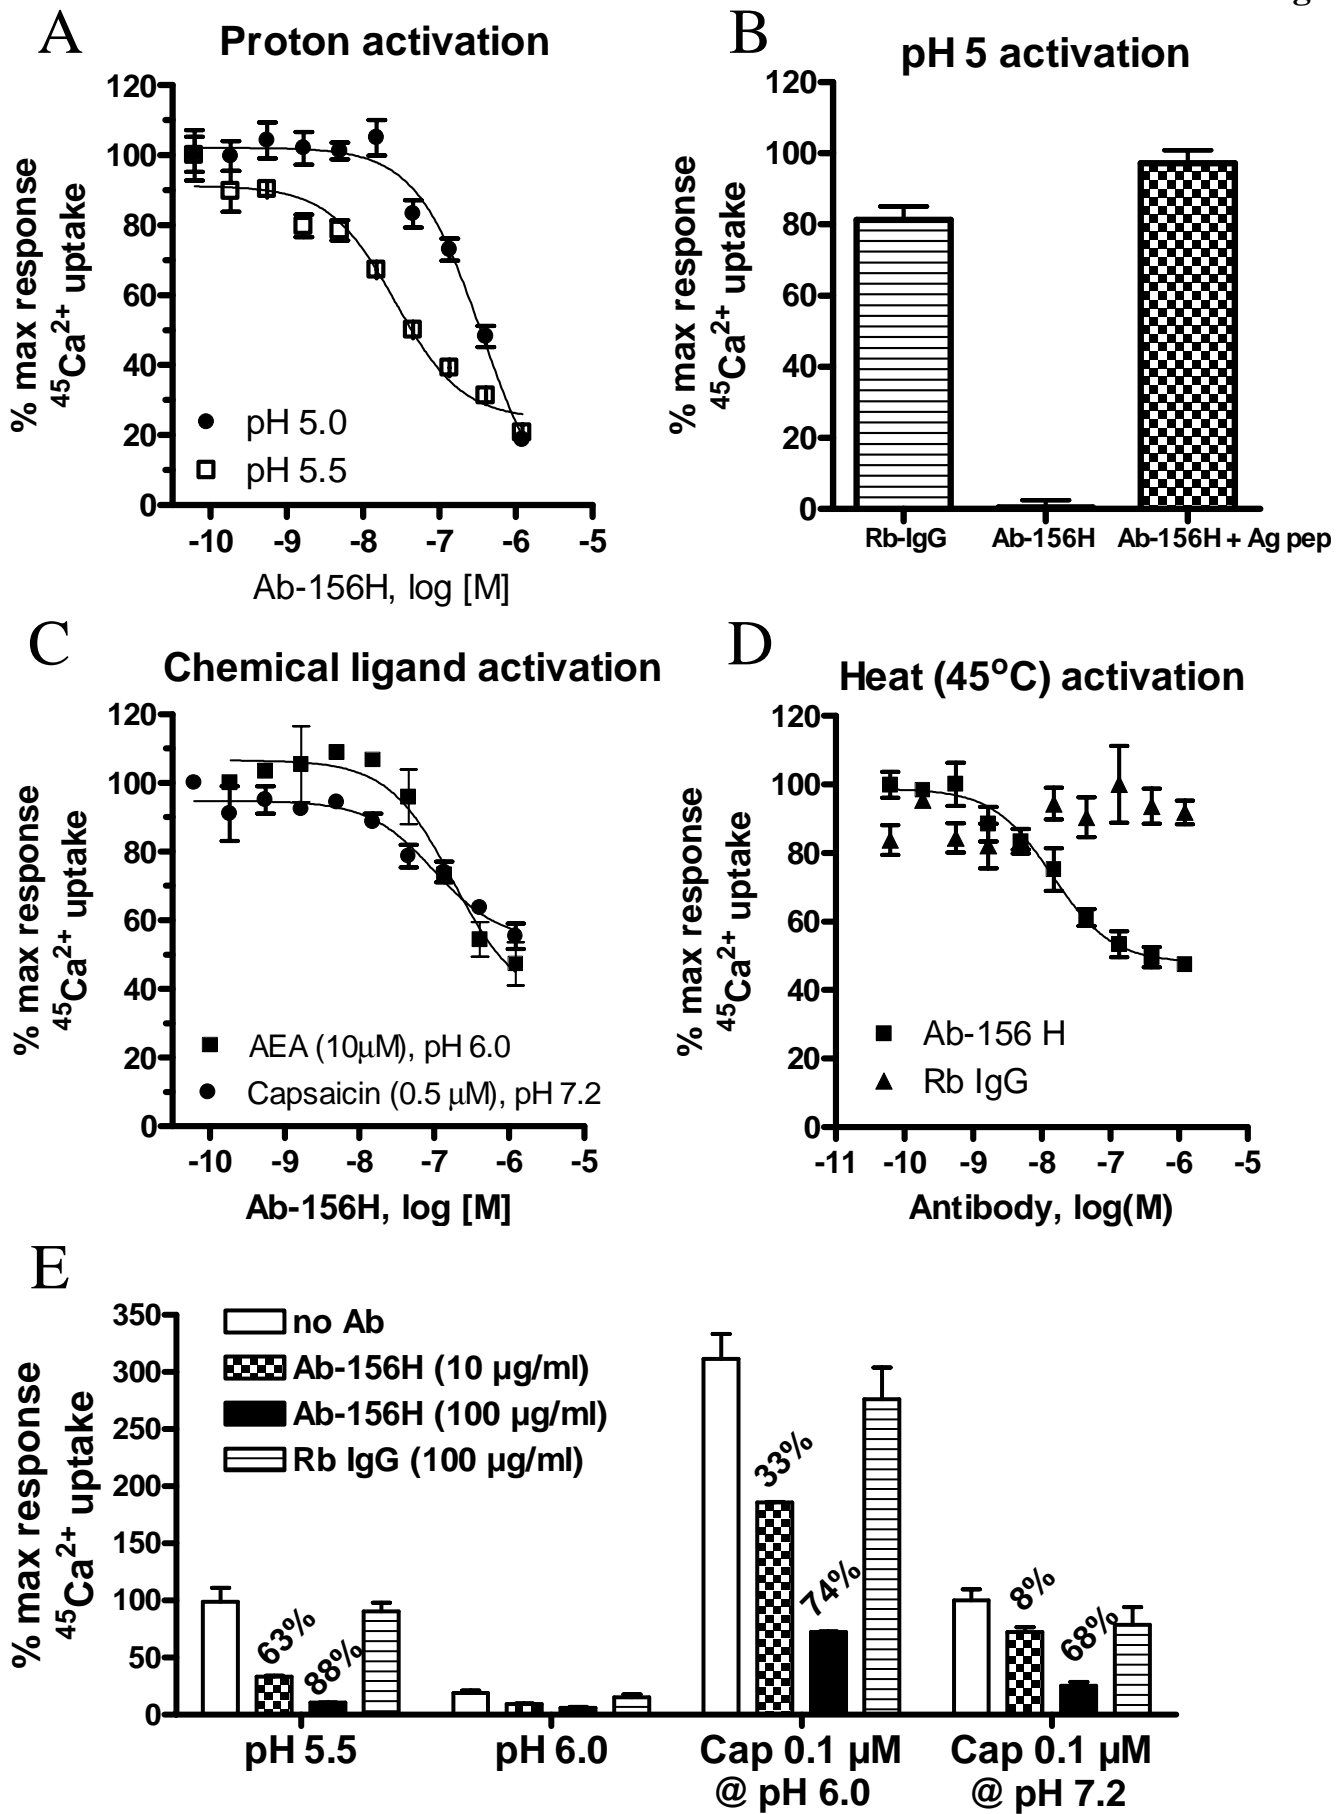 g
A
Proton activation
120
100
80
60
40
20
0
% max response
⁴⁵Ca²⁺ uptake
pH 5.0
pH 5.5
-10 -9 -8 -7 -6 -5
Ab-156H, log [M]
B
pH 5 activation
120
100
80
60
40
20
0
% max response
⁴⁵Ca²⁺ uptake
Rb-IgG Ab-156H Ab-156H + Ag pep
C
Chemical ligand activation
120
100
80
60
40
20
0
% max response
⁴⁵Ca²⁺ uptake
AEA (10µM), pH 6.0
Capsaicin (0.5 µM), pH 7.2
-10 -9 -8 -7 -6 -5
Ab-156H, log [M]
D
Heat (45°C) activation
120
100
80
60
40
20
0
% max response
⁴⁵Ca²⁺ uptake
Ab-156 H
Rb IgG
-11 -10 -9 -8 -7 -6 -5
Antibody, log(M)
E
350
300
250
200
150
100
50
0
% max response
⁴⁵Ca²⁺ uptake
no Ab
Ab-156H (10 µg/ml)
Ab-156H (100 µg/ml)
Rb IgG (100 µg/ml)
63%
88%
33%
74%
8%
68%
pH 5.5
pH 6.0
Cap 0.1 µM
@ pH 6.0
Cap 0.1 µM
@ pH 7.2